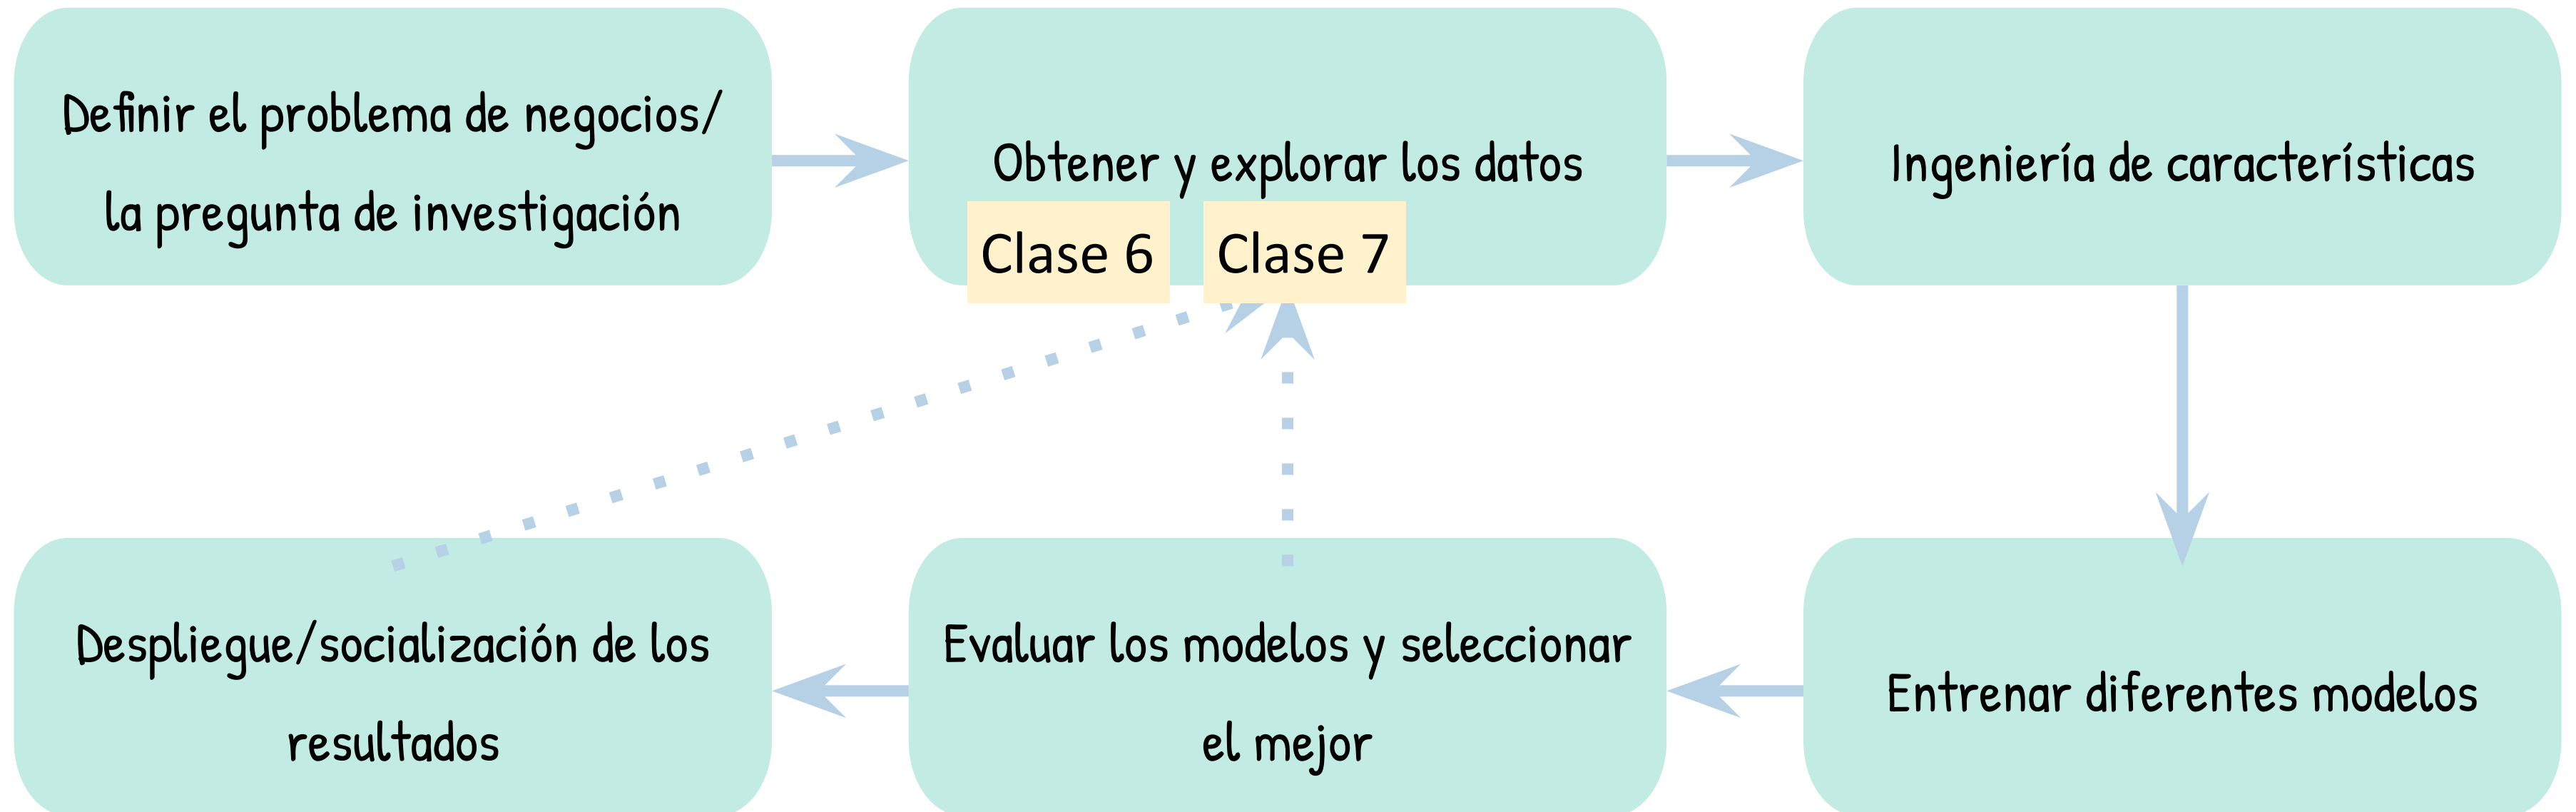 Definir el problema de negocios/
la pregunta de investigación
Obtener y explorar los datos
Clase 6
Clase 7
Ingeniería de características
Despliegue/socialización de los
resultados
Evaluar los modelos y seleccionar
el mejor
Entrenar diferentes modelos